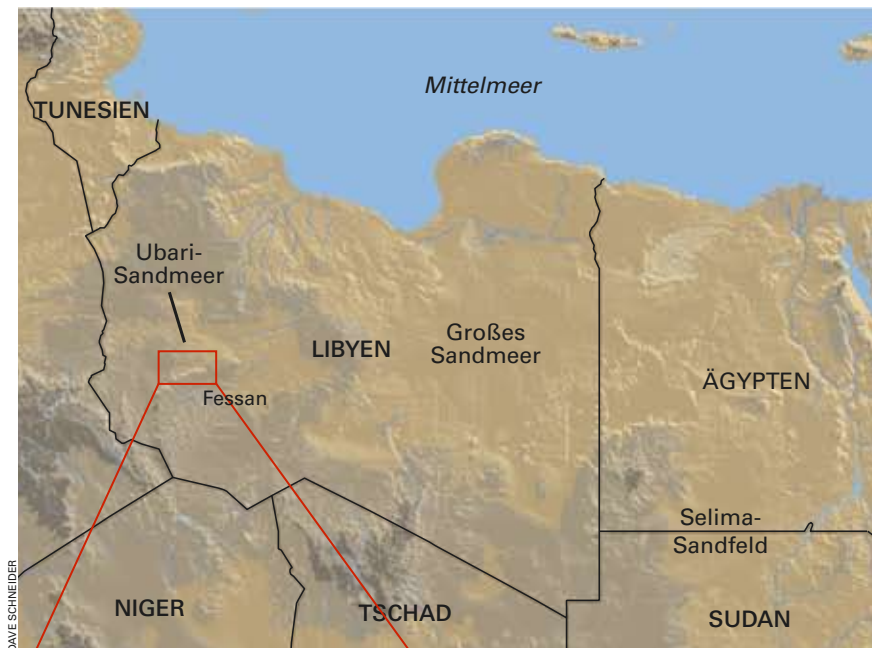 Mittelmeer
TUNESIEN
Ubari-
Sandmeer
LIBYEN
Großes
Sandmeer
ÄGYPTEN
Fessan
Selima-
Sandfeld
NIGER
TSCHAD
SUDAN
DAVE SCHNEIDER